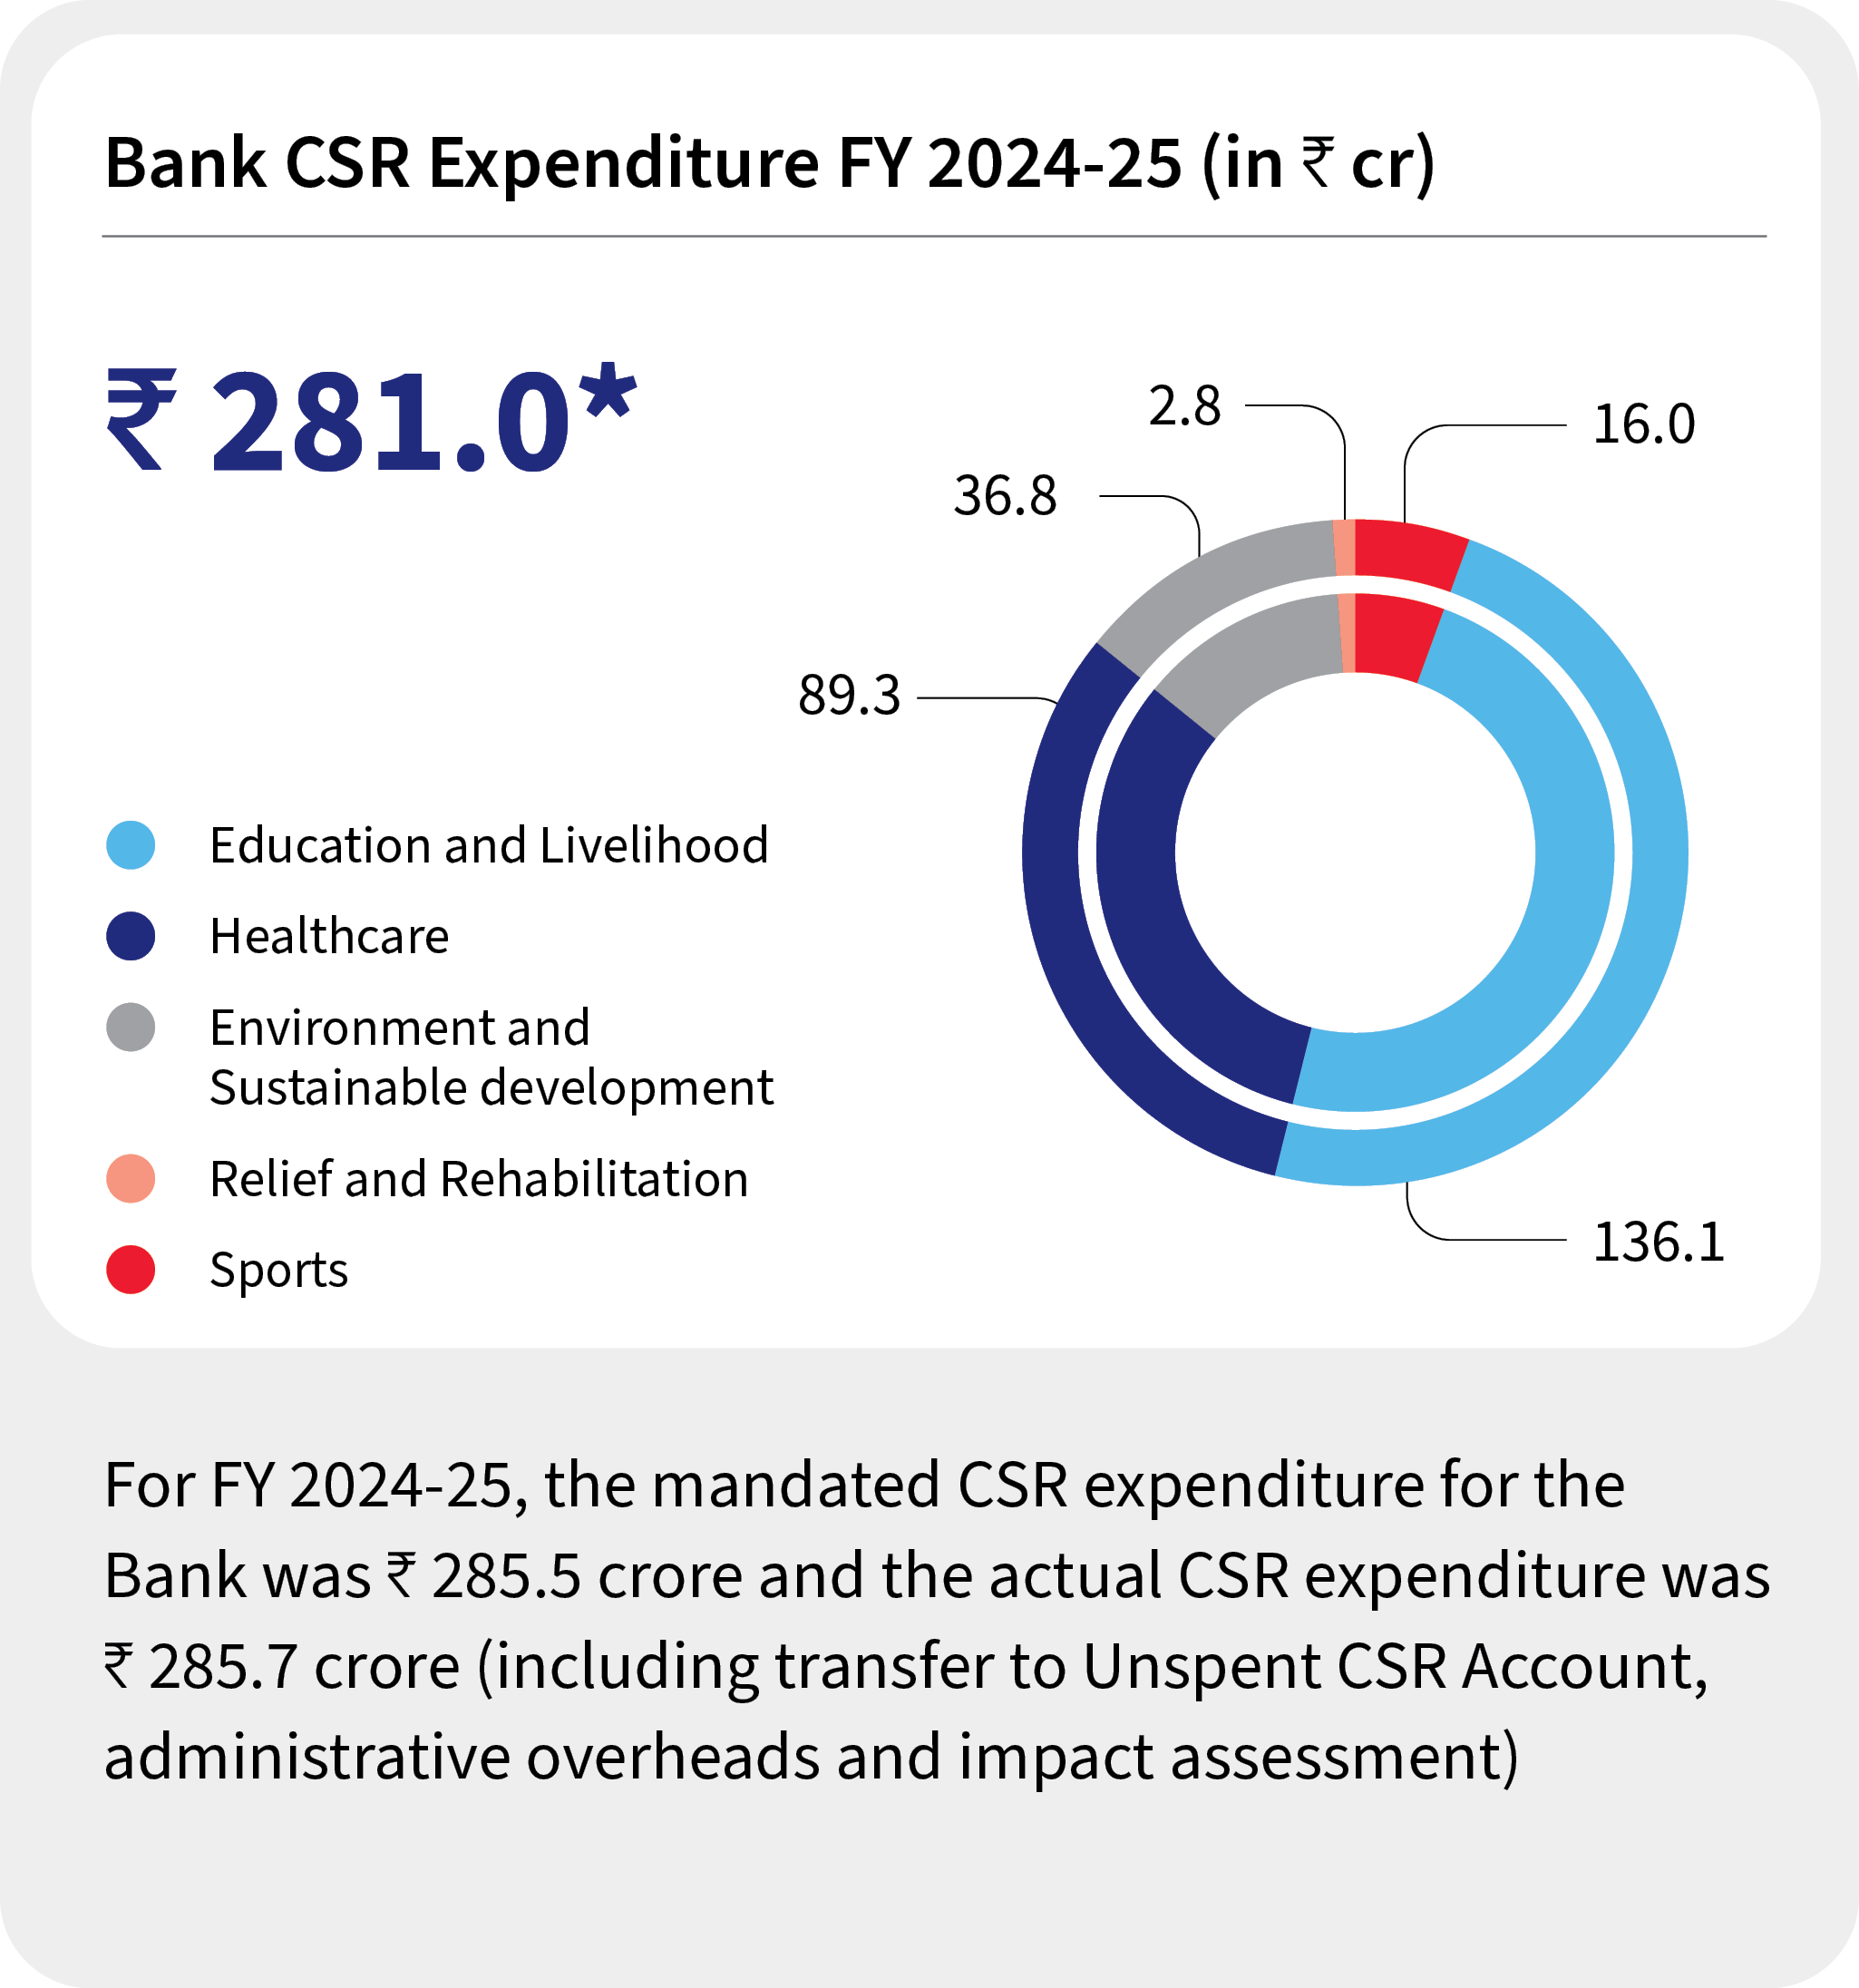 Bank CSR Expenditure FY 2024-25 (in ₹ cr)
₹ 281.0*
2.8
16.0
36.8
89.3
Education and Livelihood
Healthcare
Environment and
Sustainable development
Relief and Rehabilitation
Sports
136.1
For FY 2024-25, the mandated CSR expenditure for the
Bank was ₹ 285.5 crore and the actual CSR expenditure was
₹ 285.7 crore (including transfer to Unspent CSR Account,
administrative overheads and impact assessment)